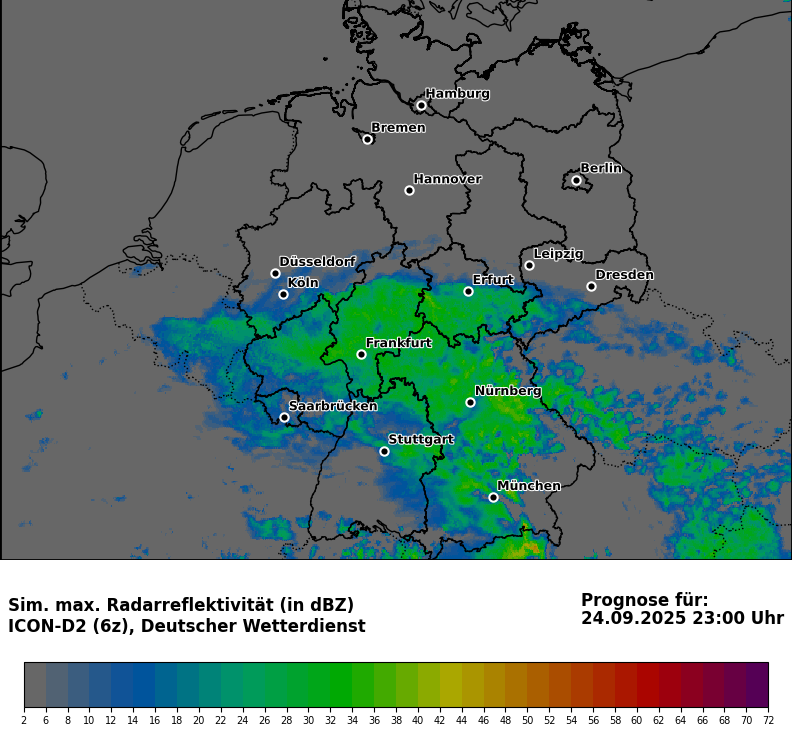 Hamburg
Bremen
Berlin
Hannover
Leipzig
Düsseldorf
Dresden
Köln
Erfurt
Frankfurt
Nürnberg
Saarbrücken
Stuttgart
München
Sim. max. Radarreflektivität (in dBZ)
ICON-D2 (6z), Deutscher Wetterdienst
Prognose für:
24.09.2025 23:00 Uhr
2 6 8 10 12 14 16 18 20 22 24 26 28 30 32 34 36 38 40 42 44 46 48 50 52 54 56 58 60 62 64 66 68 70 72